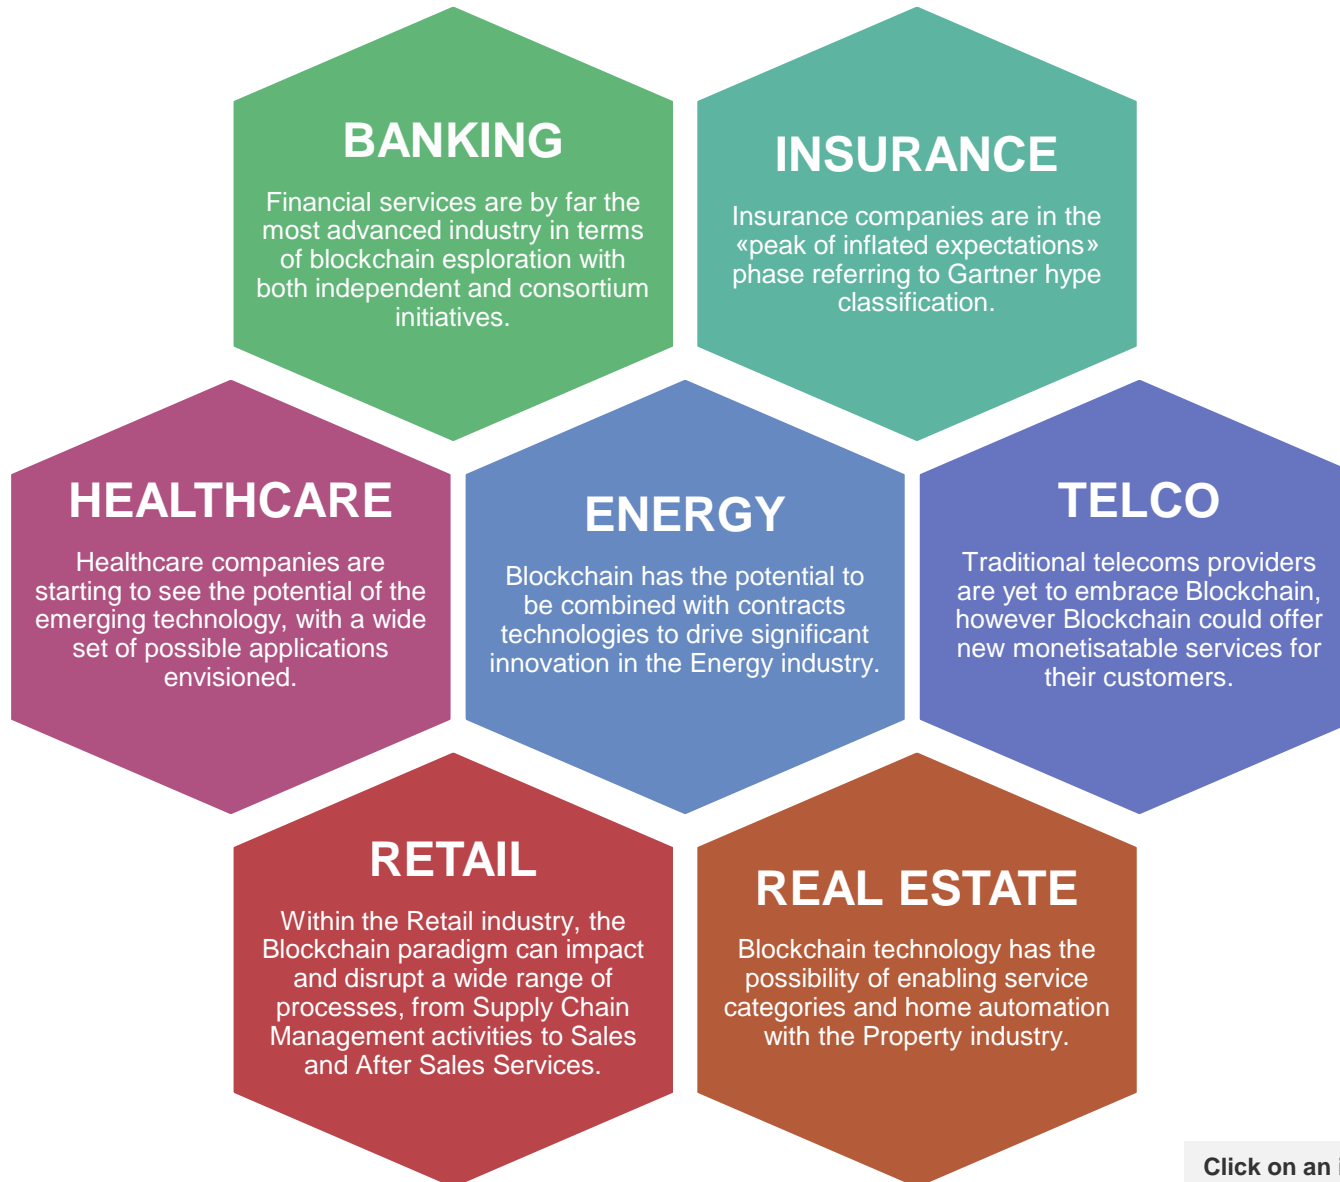 BANKING
Financial services are by far the
most advanced industry in terms
of blockchain esploration with
both independent and consortium
initiatives.
INSURANCE
Insurance companies are in the
«peak of inflated expectations»
phase referring to Gartner hype
classification.
HEALTHCARE
Healthcare companies are
starting to see the potential of the
emerging technology, with a wide
set of possible applications
envisioned.
ENERGY
Blockchain has the potential to
be combined with contracts
technologies to drive significant
innovation in the Energy industry.
TELCO
Traditional telecoms providers
are yet to embrace Blockchain,
however Blockchain could offer
new monetisatable services for
their customers.
RETAIL
Within the Retail industry, the
Blockchain paradigm can impact
and disrupt a wide range of
processes, from Supply Chain
Management activities to Sales
and After Sales Services.
REAL ESTATE
Blockchain technology has the
possibility of enabling service
categories and home automation
with the Property industry.
Click on an